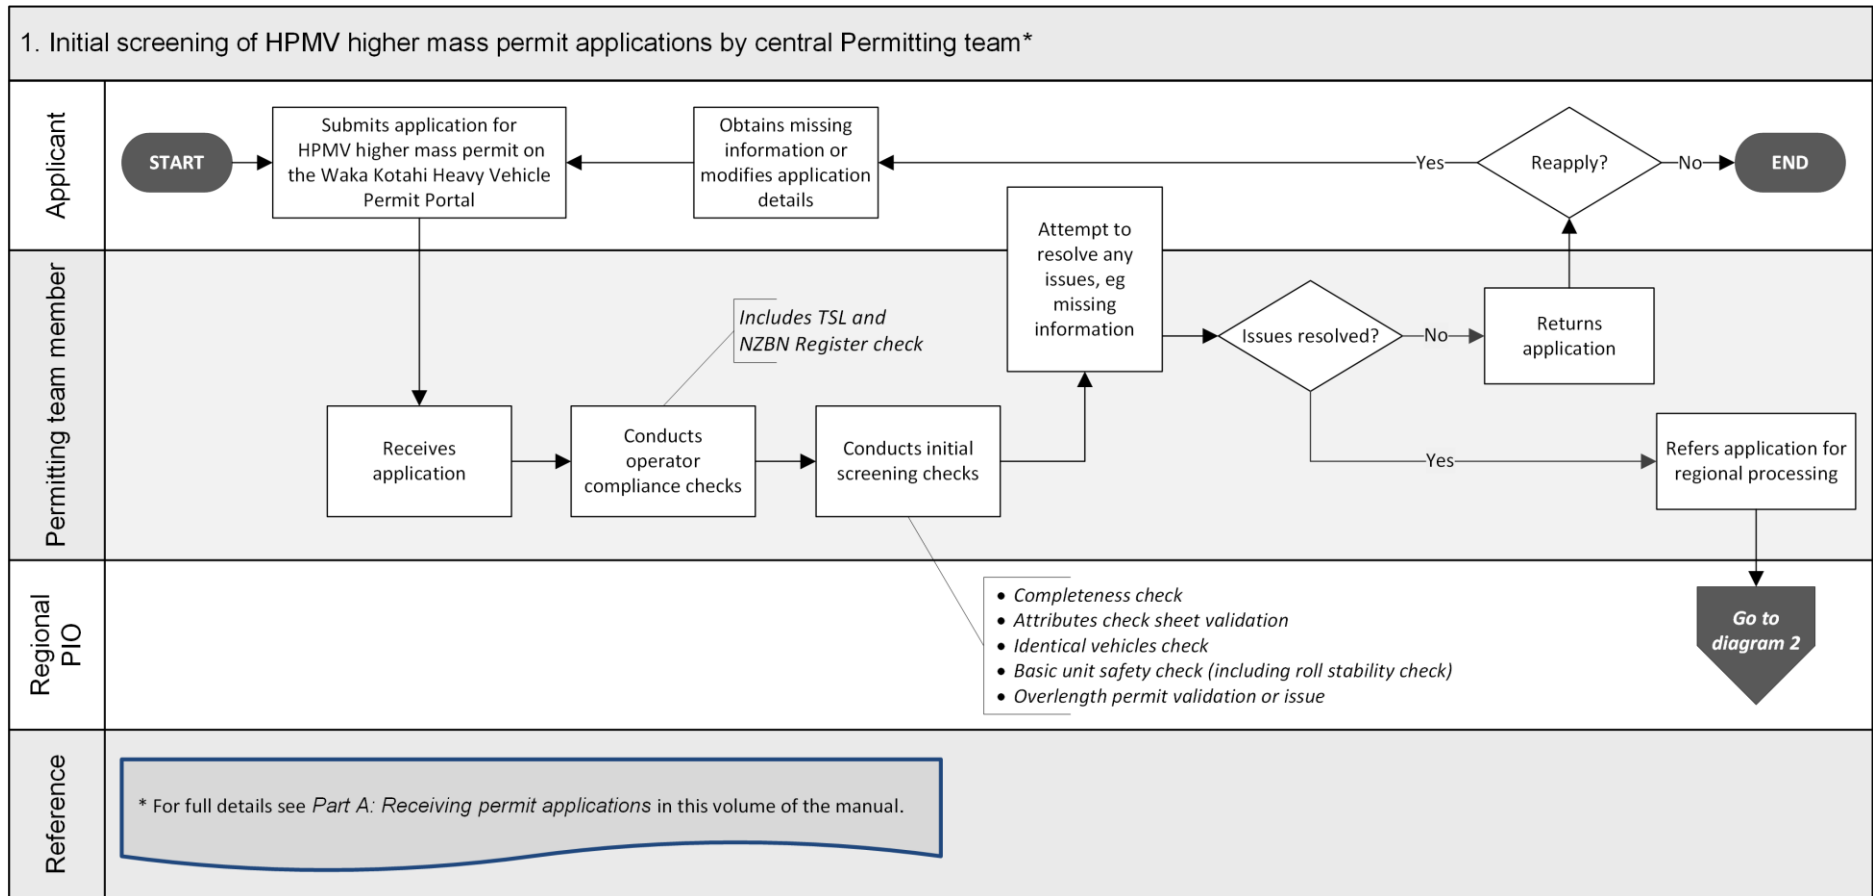 1. Initial screening of HPMV higher mass permit applications by central Permitting team*
Applicant
START
Submits application for
HPMV higher mass permit on
the Waka Kotahi Heavy Vehicle
Permit Portal
Obtains missing
information or
modifies application
details
Yes
Reapply?
No
END
Permitting team member
Attempt to
resolve any
issues, eg
missing
information
Includes TSL and
NZBN Register check
Issues resolved?
No
Returns
application
Receives
application
Conducts
operator
compliance checks
Conducts initial
screening checks
Yes
Refers application for
regional processing
Regional
PIO
• Completeness check
• Attributes check sheet validation
• Identical vehicles check
• Basic unit safety check (including roll stability check)
• Overlength permit validation or issue
Go to
diagram 2
Reference
* For full details see Part A: Receiving permit applications in this volume of the manual.